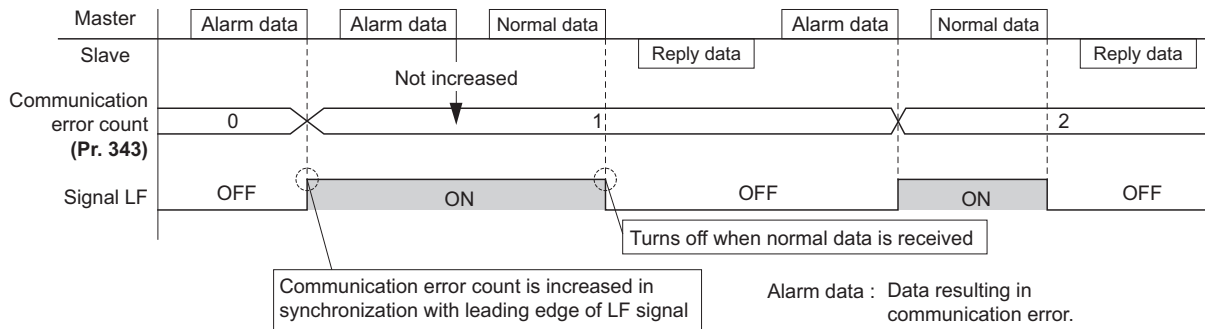 Master
Alarm data
Alarm data
Normal data
Alarm data
Normal data
Slave
Reply data
Reply data
Not increased
Communication
error count
(Pr. 343)
0
1
2
Signal LF
OFF
ON
OFF
ON
OFF
Turns off when normal data is received
Communication error count is increased in
synchronization with leading edge of LF signal
Alarm data : Data resulting in
communication error.